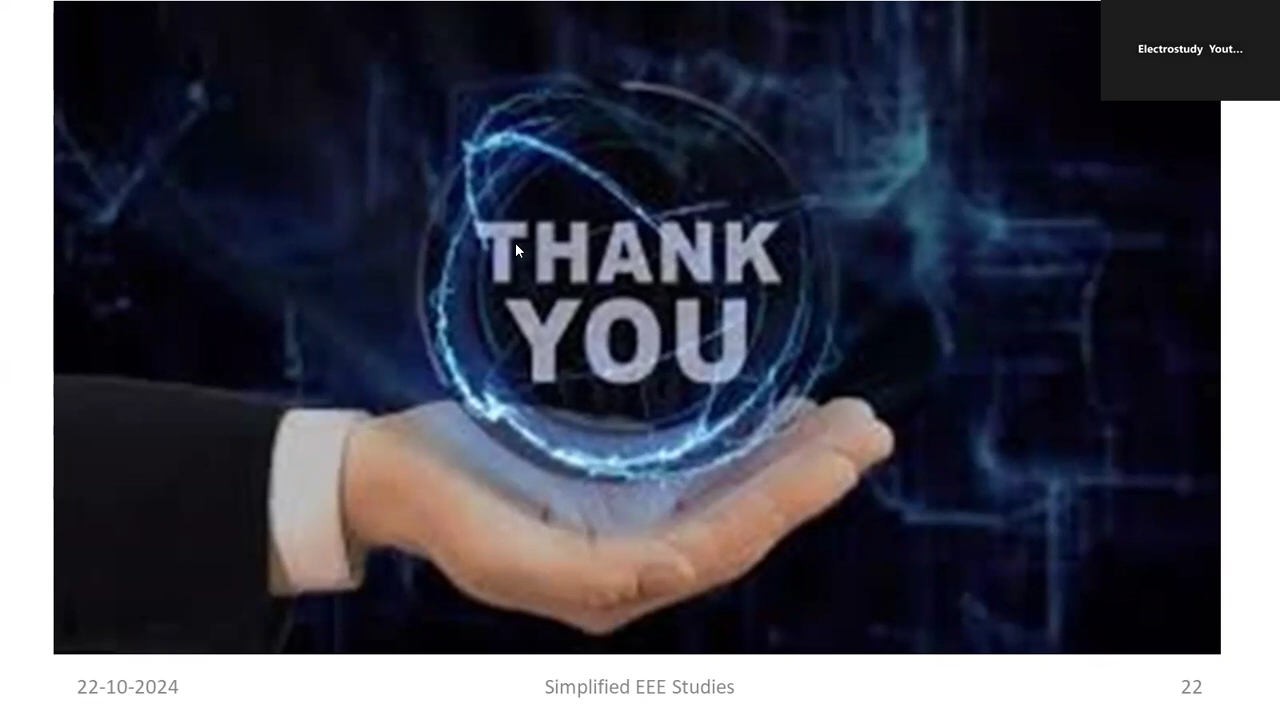 Electrostudy Yout...
THANK
YOU
22-10-2024
Simplified EEE Studies
22